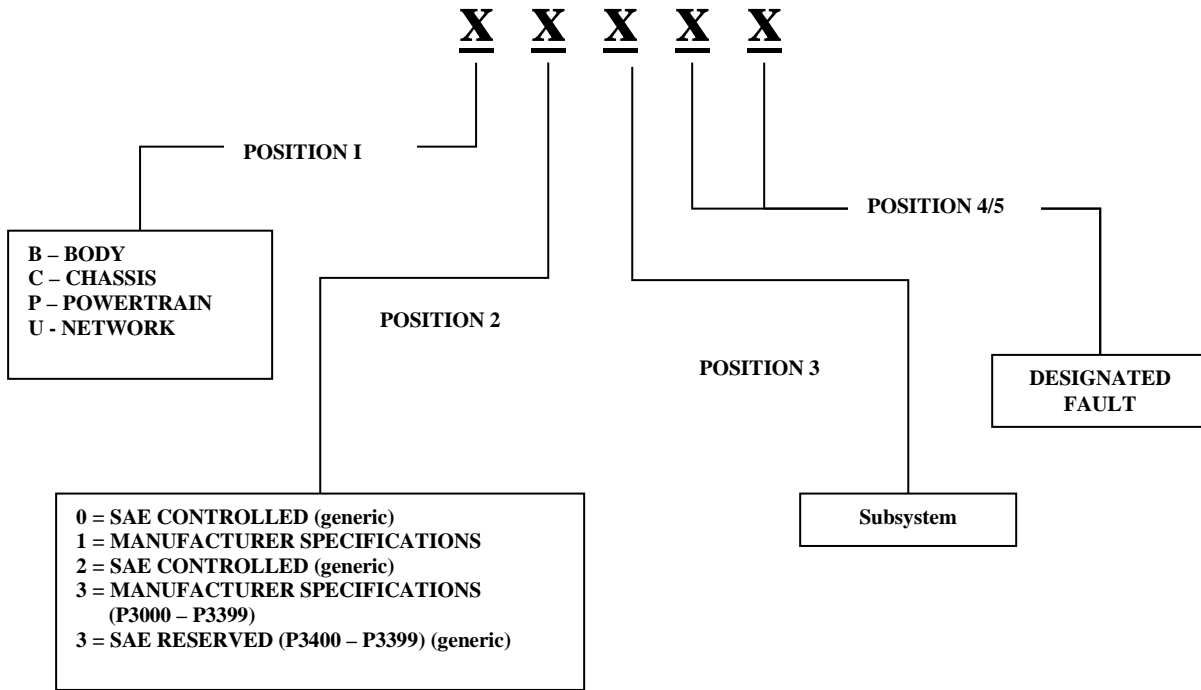 X X X X X
POSITION I
POSITION 4/5
B – BODY
C – CHASSIS
P – POWERTRAIN
U - NETWORK
POSITION 2
POSITION 3
DESIGNATED
FAULT
0 = SAE CONTROLLED (generic)
1 = MANUFACTURER SPECIFICATIONS
2 = SAE CONTROLLED (generic)
3 = MANUFACTURER SPECIFICATIONS
(P3000 – P3399)
3 = SAE RESERVED (P3400 – P3399) (generic)
Subsystem